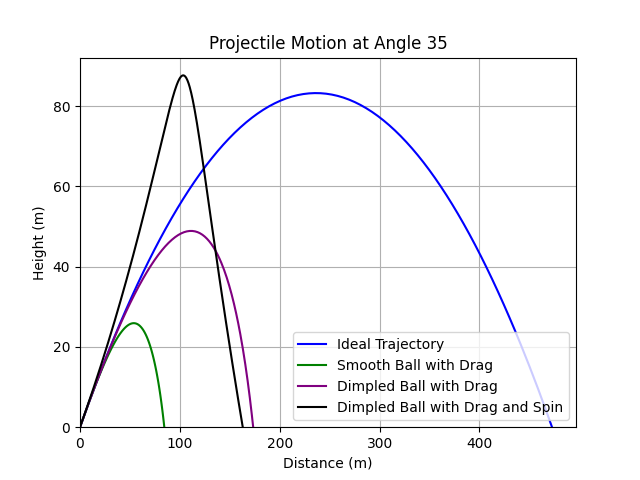 Projectile Motion at Angle 35
Height (m)
80
60
40
20
0
0 100 200 300 400
Distance (m)
Ideal Trajectory
Smooth Ball with Drag
Dimpled Ball with Drag
Dimpled Ball with Drag and Spin